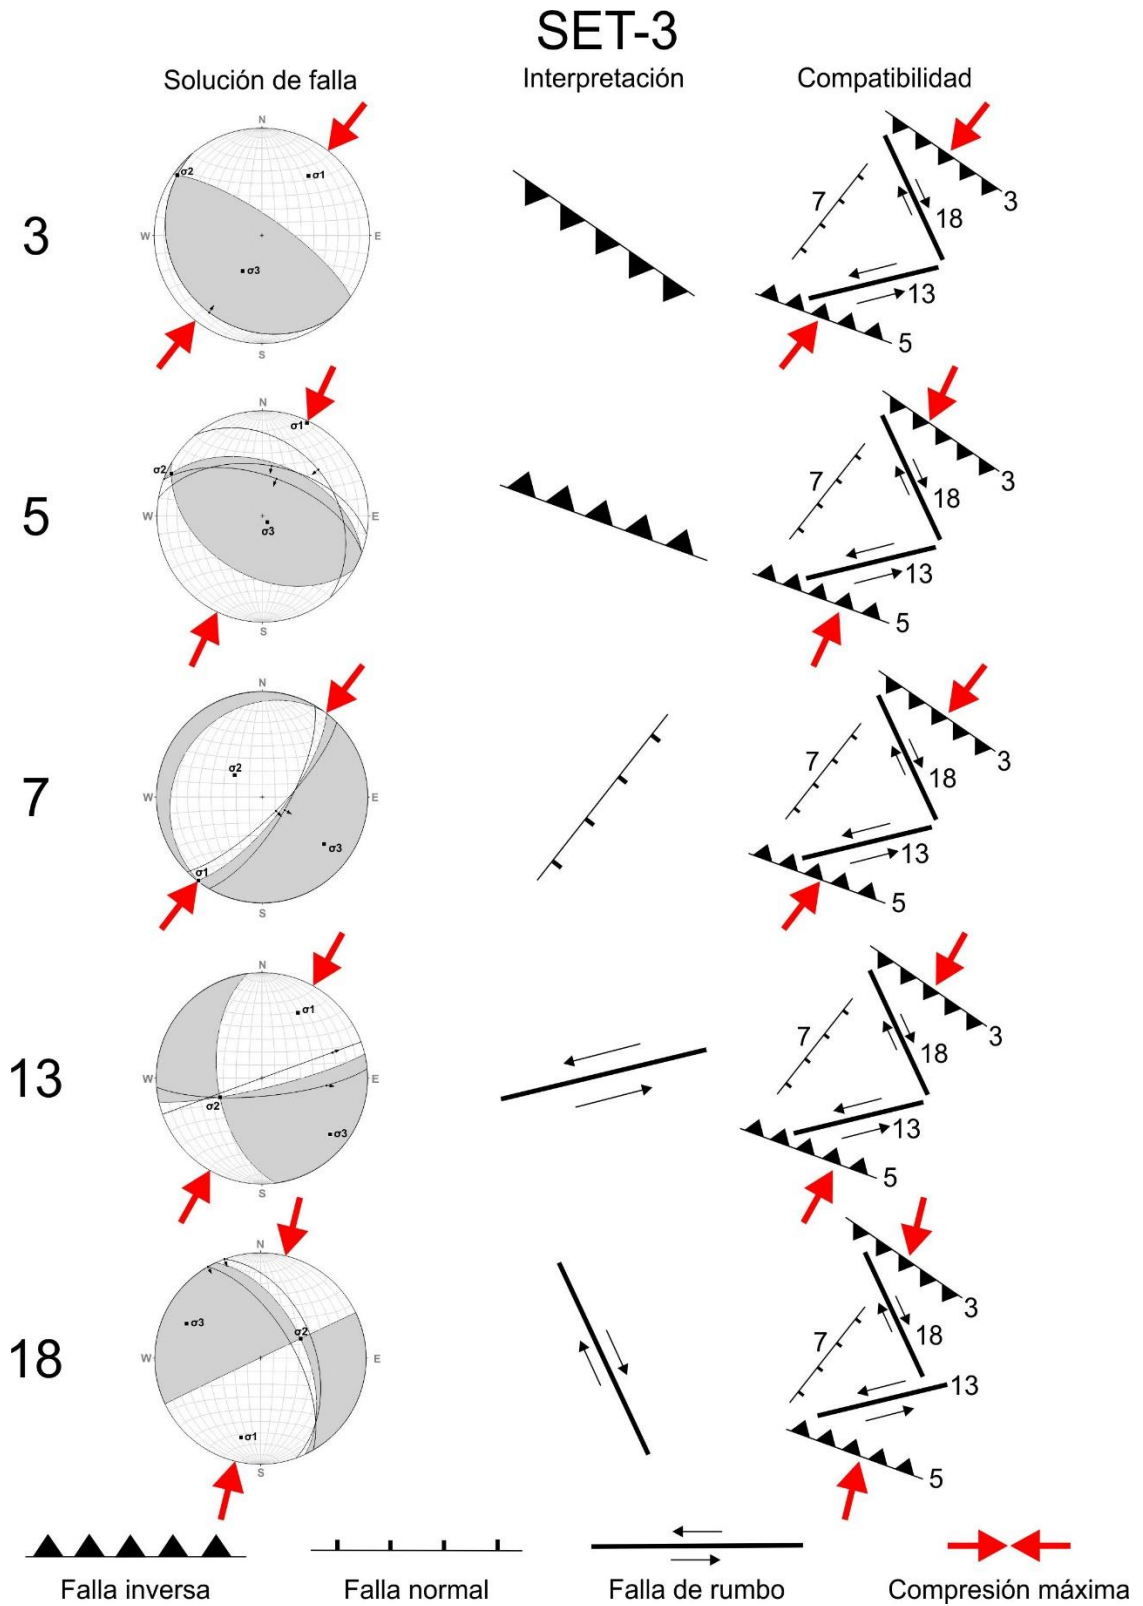 SET-3
Solución de falla Interpretación Compatibilidad
3
N
W
E
S
σ2
σ1
σ3
7
18
3
13
5
5
N
W
E
S
σ1
σ2
σ3
7
18
3
13
5
7
N
W
E
S
σ2
σ3
σ1
7
18
3
13
5
13
N
W
E
S
σ1
σ2
σ3
7
18
3
13
5
18
N
W
E
S
σ3
σ2
σ1
3
18
7
13
5
Falla inversa Falla normal Falla de rumbo Compresión máxima